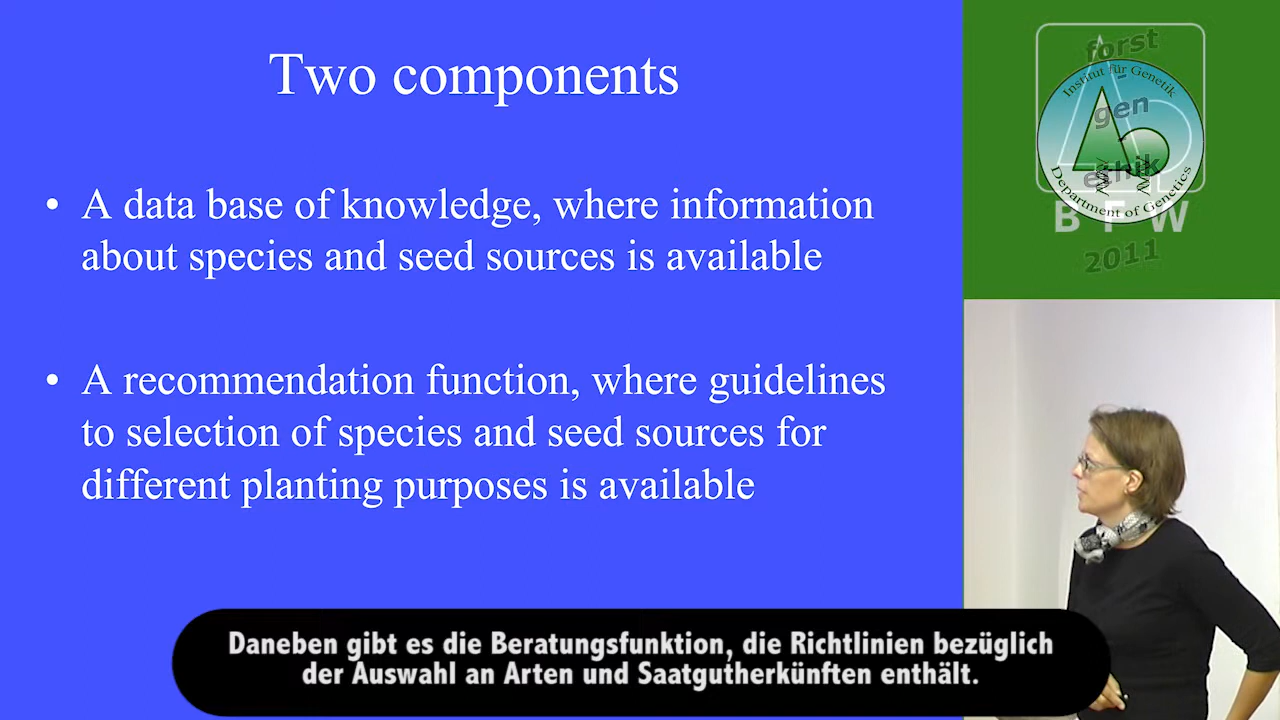 Two components
• A data base of knowledge, where information
about species and seed sources is available
• A recommendation function, where guidelines
to selection of species and seed sources for
different planting purposes is available
forst
-
gen
-
ethik
Institut für Genetik
Department of Genetics
B F W
2011
Daneben gibt es die Beratungsfunktion, die Richtlinien bezüglich
der Auswahl an Arten und Saatgutherkünften enthält.